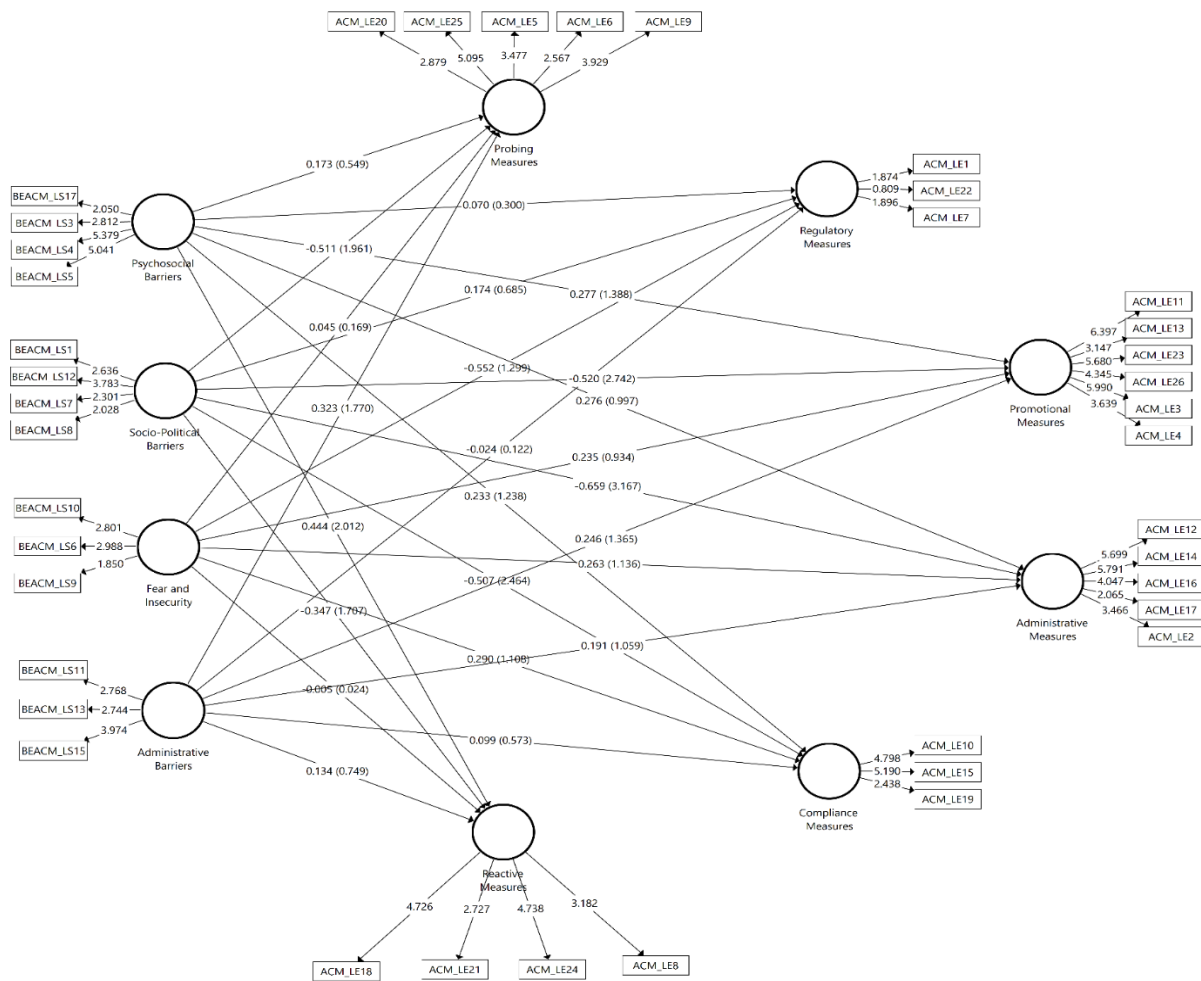 ACM_LE20
ACM_LE25
ACM_LE5
ACM_LE6
ACM_LE9
2.879
5.095
3.477
2.567
3.929
Probing
Measures
BEACM_LS17
BEACM_LS3
BEACM_LS4
BEACM_LS5
2.050
2.812
5.379
5.041
Psychosocial
Barriers
0.173 (0.549)
0.070 (0.300)
-0.511 (1.961)
0.277 (1.388)
0.174 (0.685)
0.045 (0.169)
-0.552 (1.299)
-0.520 (2.742)
0.276 (0.997)
0.323 (1.770)
-0.024 (0.122)
0.235 (0.934)
-0.659 (3.167)
0.233 (1.238)
0.444 (2.012)
0.246 (1.365)
0.263 (1.136)
-0.507 (2.464)
-0.347 (1.707)
0.191 (1.059)
0.290 (1.108)
-0.005 (0.024)
0.099 (0.573)
0.134 (0.749)
ACM_LE1
ACM_LE22
ACM_LE7
1.874
0.809
1.896
Regulatory
Measures
BEACM_LS1
BEACM_LS12
BEACM_LS7
BEACM_LS8
2.636
3.783
2.301
2.028
Socio-Political
Barriers
ACM_LE11
ACM_LE13
ACM_LE23
ACM_LE26
ACM_LE3
ACM_LE4
6.397
3.147
5.680
4.345
5.990
3.639
Promotional
Measures
BEACM_LS10
BEACM_LS6
BEACM_LS9
2.801
2.988
1.850
Fear and
Insecurity
ACM_LE12
ACM_LE14
ACM_LE16
ACM_LE17
ACM_LE2
5.699
5.791
4.047
2.065
3.466
Administrative
Measures
BEACM_LS11
BEACM_LS13
BEACM_LS15
2.768
2.744
3.974
Administrative
Barriers
ACM_LE10
ACM_LE15
ACM_LE19
4.798
5.190
2.438
Compliance
Measures
Reactive
Measures
4.726
2.727
4.738
3.182
ACM_LE18
ACM_LE21
ACM_LE24
ACM_LE8